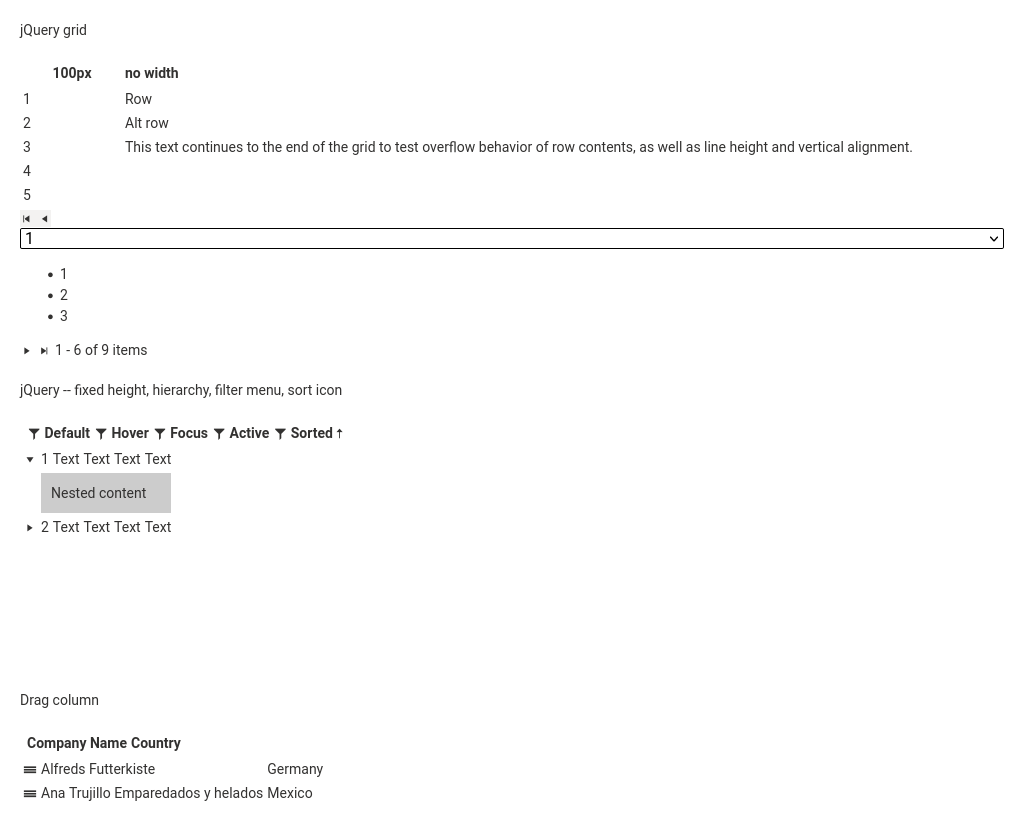 jQuery grid
100px no width
1 Row
2 Alt row
3 This text continues to the end of the grid to test overflow behavior of row contents, as well as line height and vertical alignment.
4
5
1
• 1
• 2
• 3
1 - 6 of 9 items
jQuery -- fixed height, hierarchy, filter menu, sort icon
Default Hover Focus Active Sorted ↑
1 Text Text Text Text
Nested content
2 Text Text Text Text
Drag column
Company Name Country
Alfreds Futterkiste Germany
Ana Trujillo Emparedados y helados Mexico